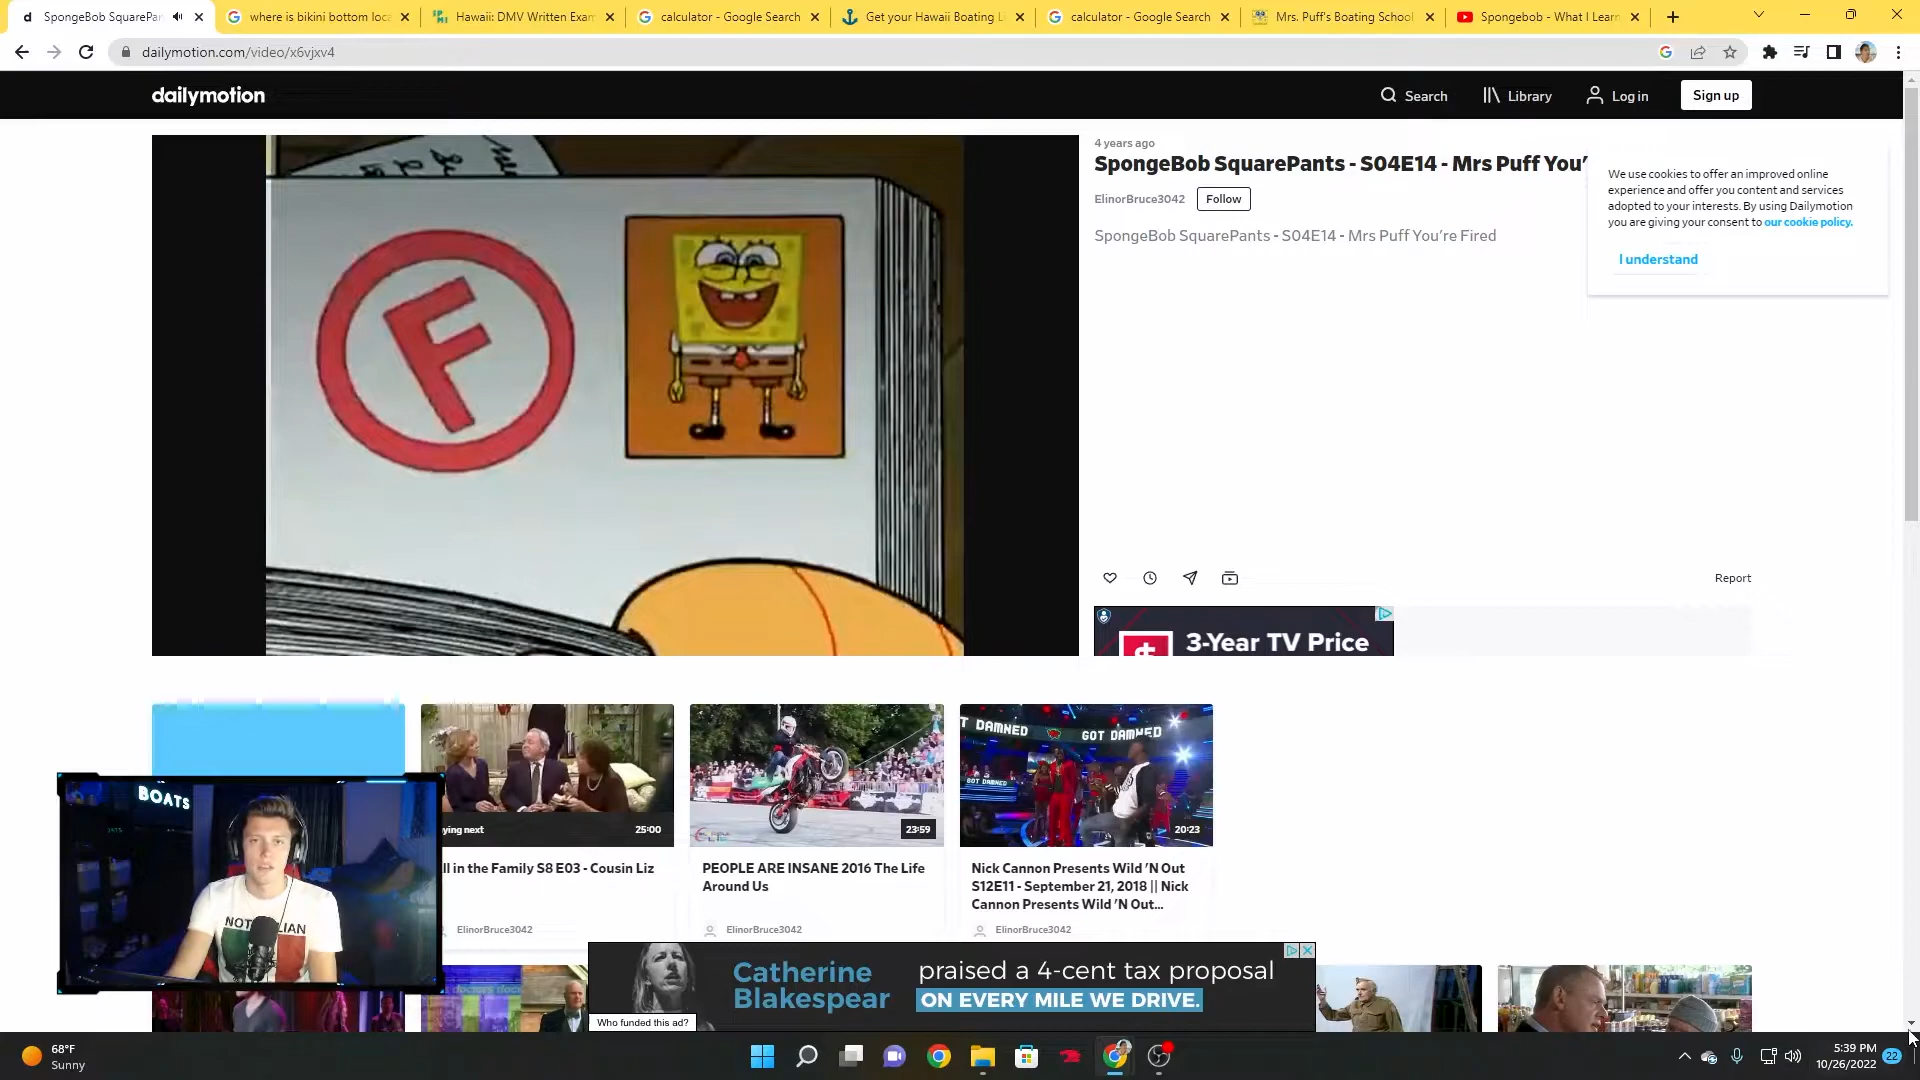 SpongeBob SquarePan
where is bikini bottom loca
Hawaii: DMV Written Exam
calculator - Google Search
Get your Hawaii Boating Li
calculator - Google Search
Mrs. Puff's Boating School
Spongebob - What I Learn
dailymotion.com/video/x6vjxv4
dailymotion
Search
Library
Log in
Sign up
4 years ago
SpongeBob SquarePants - S04E14 - Mrs Puff You'
ElinorBruce3042
Follow
SpongeBob SquarePants - S04E14 - Mrs Puff You're Fired
We use cookies to offer an improved online
experience and offer you content and services
adopted to your interests. By using Dailymotion
you are giving your consent to our cookie policy.
I understand
F
Report
3-Year TV Price
BOATS
ying next
25:00
ll in the Family S8 E03 - Cousin Liz
ElinorBruce3042
23:59
PEOPLE ARE INSANE 2016 The Life
Around Us
ElinorBruce3042
T DAMNED
GOT DAMNED
GOT DAMNED
20:23
Nick Cannon Presents Wild 'N Out
S12E11 - September 21, 2018 || Nick
Cannon Presents Wild 'N Out...
ElinorBruce3042
Catherine
Blakespear
praised a 4-cent tax proposal
ON EVERY MILE WE DRIVE.
Who funded this ad?
68°F
Sunny
5:39 PM
10/26/2022
22